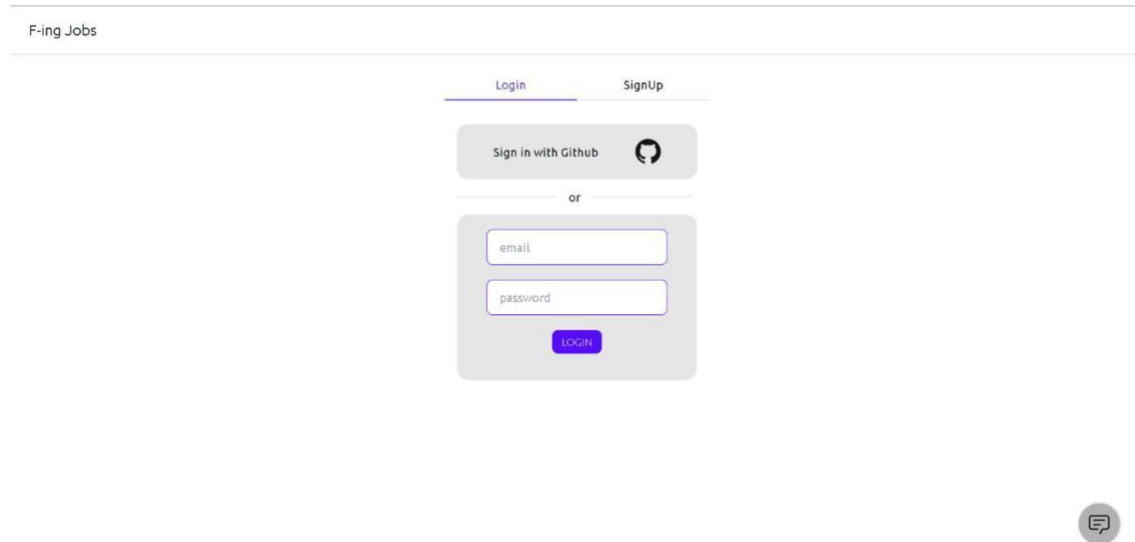 F-ing Jobs
Login SignUp
Sign in with Github
or
email
password
LOGIN